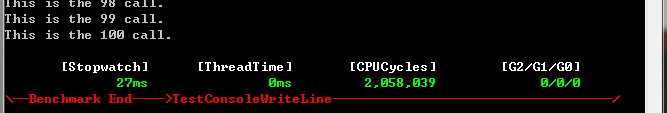 This is the 98 call.
This is the 99 call.
This is the 100 call.
[Stopwatch] [ThreadTime] [CPUCycles] [G2/G1/G0]
27ms 0ms 2,058,039 0/0/0
\--Benchmark End---->TestConsoleWriteLine-----------------------------------/